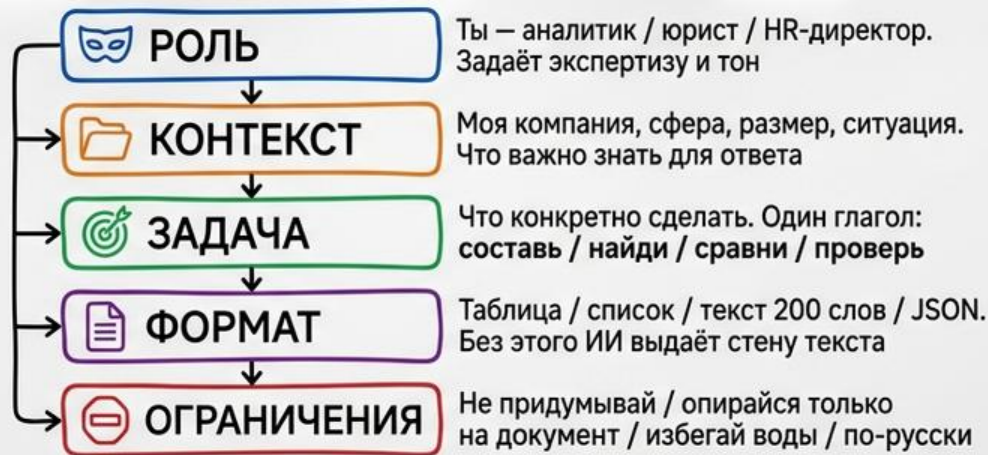 РОЛЬ
Ты — аналитик / юрист / HR-директор.
Задаёт экспертизу и тон
КОНТЕКСТ
Моя компания, сфера, размер, ситуация.
Что важно знать для ответа
ЗАДАЧА
Что конкретно сделать. Один глагол:
составь / найди / сравни / проверь
ФОРМАТ
Таблица / список / текст 200 слов / JSON.
Без этого ИИ выдаёт стену текста
ОГРАНИЧЕНИЯ
Не придумывай / опирайся только
на документ / избегай воды / по-русски